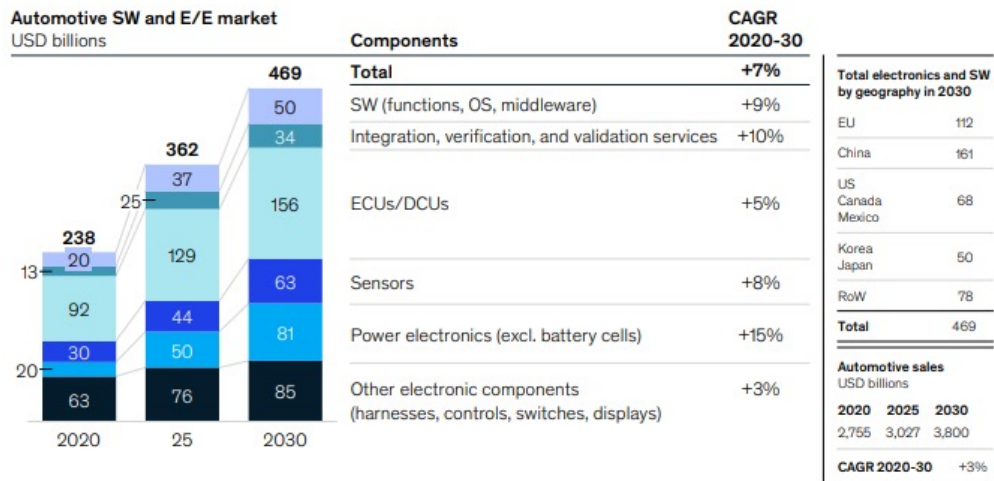 Automotive SW and E/E market
USD billions
Components
CAGR
2020-30
Total +7%
SW (functions, OS, middleware) +9%
Integration, verification, and validation services +10%
ECUs/DCUs +5%
Sensors +8%
Power electronics (excl. battery cells) +15%
Other electronic components +3%
(harnesses, controls, switches, displays)
238
20
13
92
30
20
63
2020
362
37
25
129
44
50
76
25
469
50
34
156
63
81
85
2030
Total electronics and SW
by geography in 2030
EU 112
China 161
US
Canada 68
Mexico
Korea 50
Japan
RoW 78
Total 469
Automotive sales
USD billions
2020 2025 2030
2,755 3,027 3,800
CAGR 2020-30 +3%